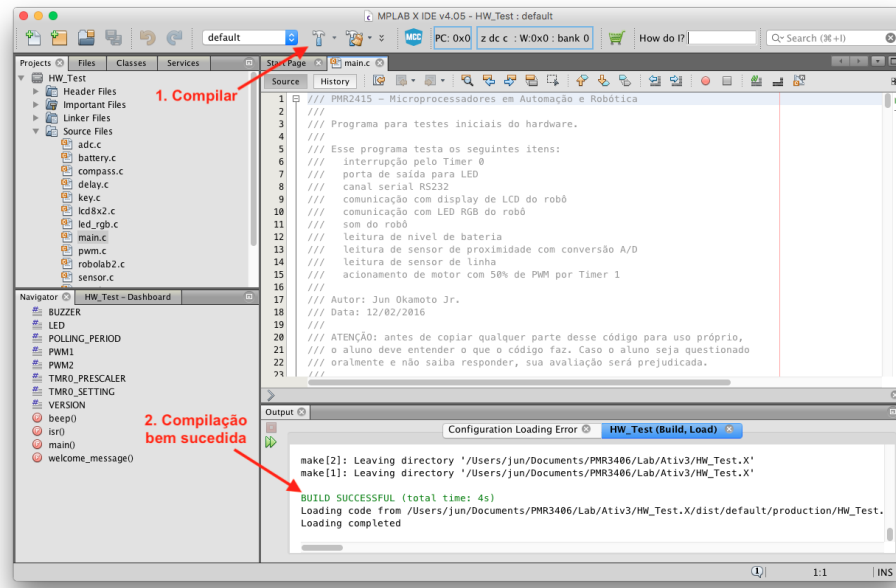 MPLAB X IDE v4.05 - HW_Test : default
default
MCC
PC: 0x0
z dc c : W:0x0 : bank 0
How do I?
Search (⌘+I)
Projects
Files
Classes
Services
HW_Test
Header Files
Important Files
Linker Files
Source Files
adc.c
battery.c
compass.c
delay.c
key.c
lcd8x2.c
led_rgb.c
main.c
pwm.c
robolab2.c
sensor.c
1. Compilar
Navigator
HW_Test – Dashboard
BUZZER
LED
POLLING_PERIOD
PWM1
PWM2
TMR0_PRESCALER
TMR0_SETTING
VERSION
beep()
isr()
main()
welcome_message()
2. Compilação
bem sucedida
Start Page
main.c
Source
History
1 /// PMR2415 – Microprocessadores em Automação e Robótica
2 ///
3 /// Programa para testes iniciais do hardware.
4 ///
5 /// Esse programa testa os seguintes itens:
6 /// interrupção pelo Timer 0
7 /// porta de saída para LED
8 /// canal serial RS232
9 /// comunicação com display de LCD do robô
10 /// comunicação com LED RGB do robô
11 /// som do robô
12 /// leitura de nivel de bateria
13 /// leitura de sensor de proximidade com conversão A/D
14 /// leitura de sensor de linha
15 /// acionamento de motor com 50% de PWM por Timer 1
16 ///
17 /// Autor: Jun Okamoto Jr.
18 /// Data: 12/02/2016
19 ///
20 /// ATENÇÃO: antes de copiar qualquer parte desse código para uso próprio,
21 /// o aluno deve entender o que o código faz. Caso o aluno seja questionado
22 /// oralmente e não saiba responder, sua avaliação será prejudicada.
23 ///
Output
Configuration Loading Error
HW_Test (Build, Load)
make[2]: Leaving directory '/Users/jun/Documents/PMR3406/Lab/Ativ3/HW_Test.X'
make[1]: Leaving directory '/Users/jun/Documents/PMR3406/Lab/Ativ3/HW_Test.X'
BUILD SUCCESSFUL (total time: 4s)
Loading code from /Users/jun/Documents/PMR3406/Lab/Ativ3/HW_Test.X/dist/default/production/HW_Test.
Loading completed
1:1
INS